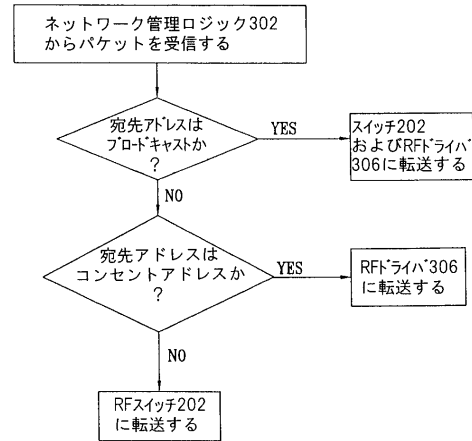 ネットワーク管理ロジック302
からパケットを受信する
宛先アドレスは
ブロードキャストか
?
YES
スイッチ202
およびRFドライバ
306に転送する
NO
宛先アドレスは
コンセントアドレスか
?
YES
RFドライバ306
に転送する
NO
RFスイッチ202
に転送する